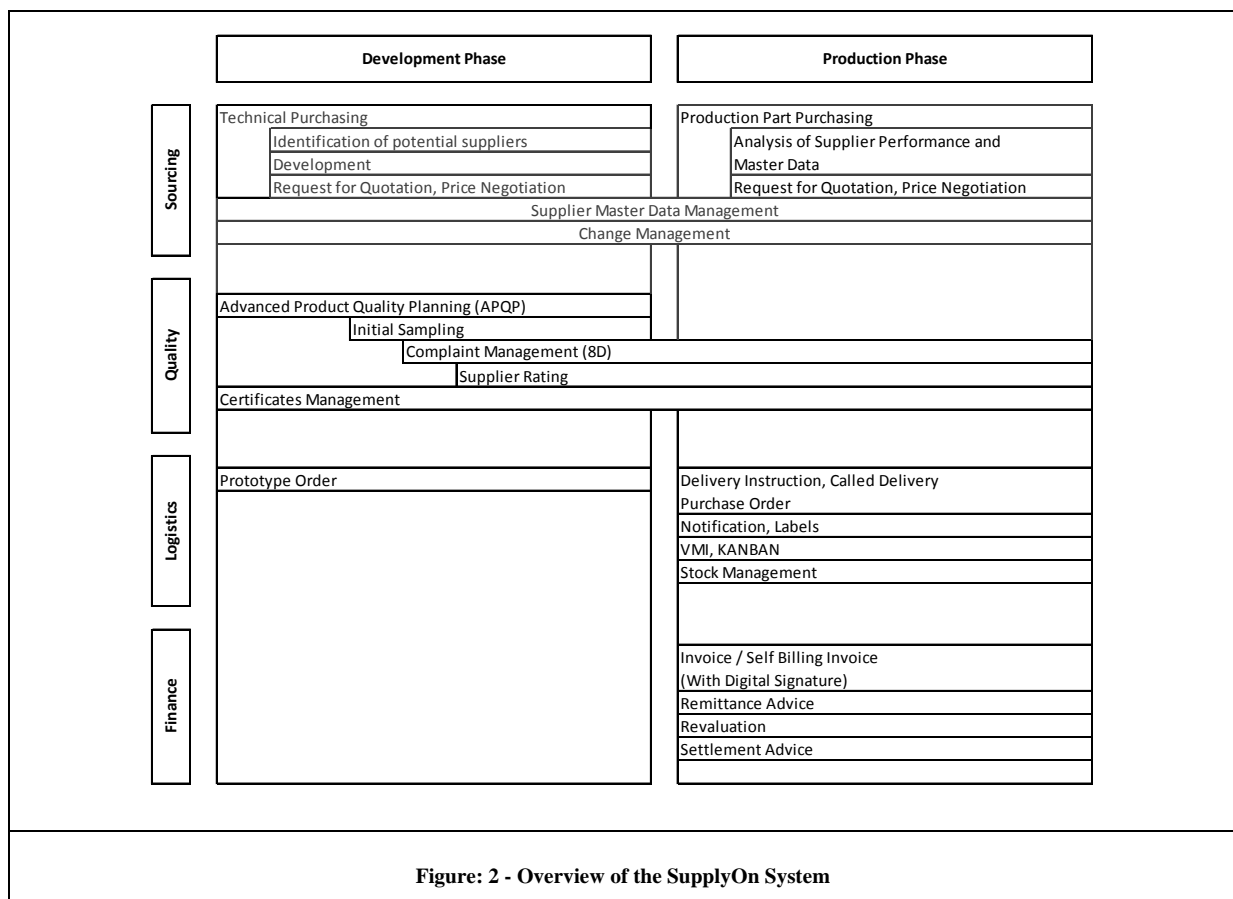 Development Phase
Production Phase
Sourcing
Technical Purchasing
Identification of potential suppliers
Development
Request for Quotation, Price Negotiation
Production Part Purchasing
Analysis of Supplier Performance and
Master Data
Request for Quotation, Price Negotiation
Supplier Master Data Management
Change Management
Quality
Advanced Product Quality Planning (APQP)
Initial Sampling
Complaint Management (8D)
Supplier Rating
Certificates Management
Logistics
Prototype Order
Delivery Instruction, Called Delivery
Purchase Order
Notification, Labels
VMI, KANBAN
Stock Management
Finance
Invoice / Self Billing Invoice
(With Digital Signature)
Remittance Advice
Revaluation
Settlement Advice
Figure: 2 - Overview of the SupplyOn System